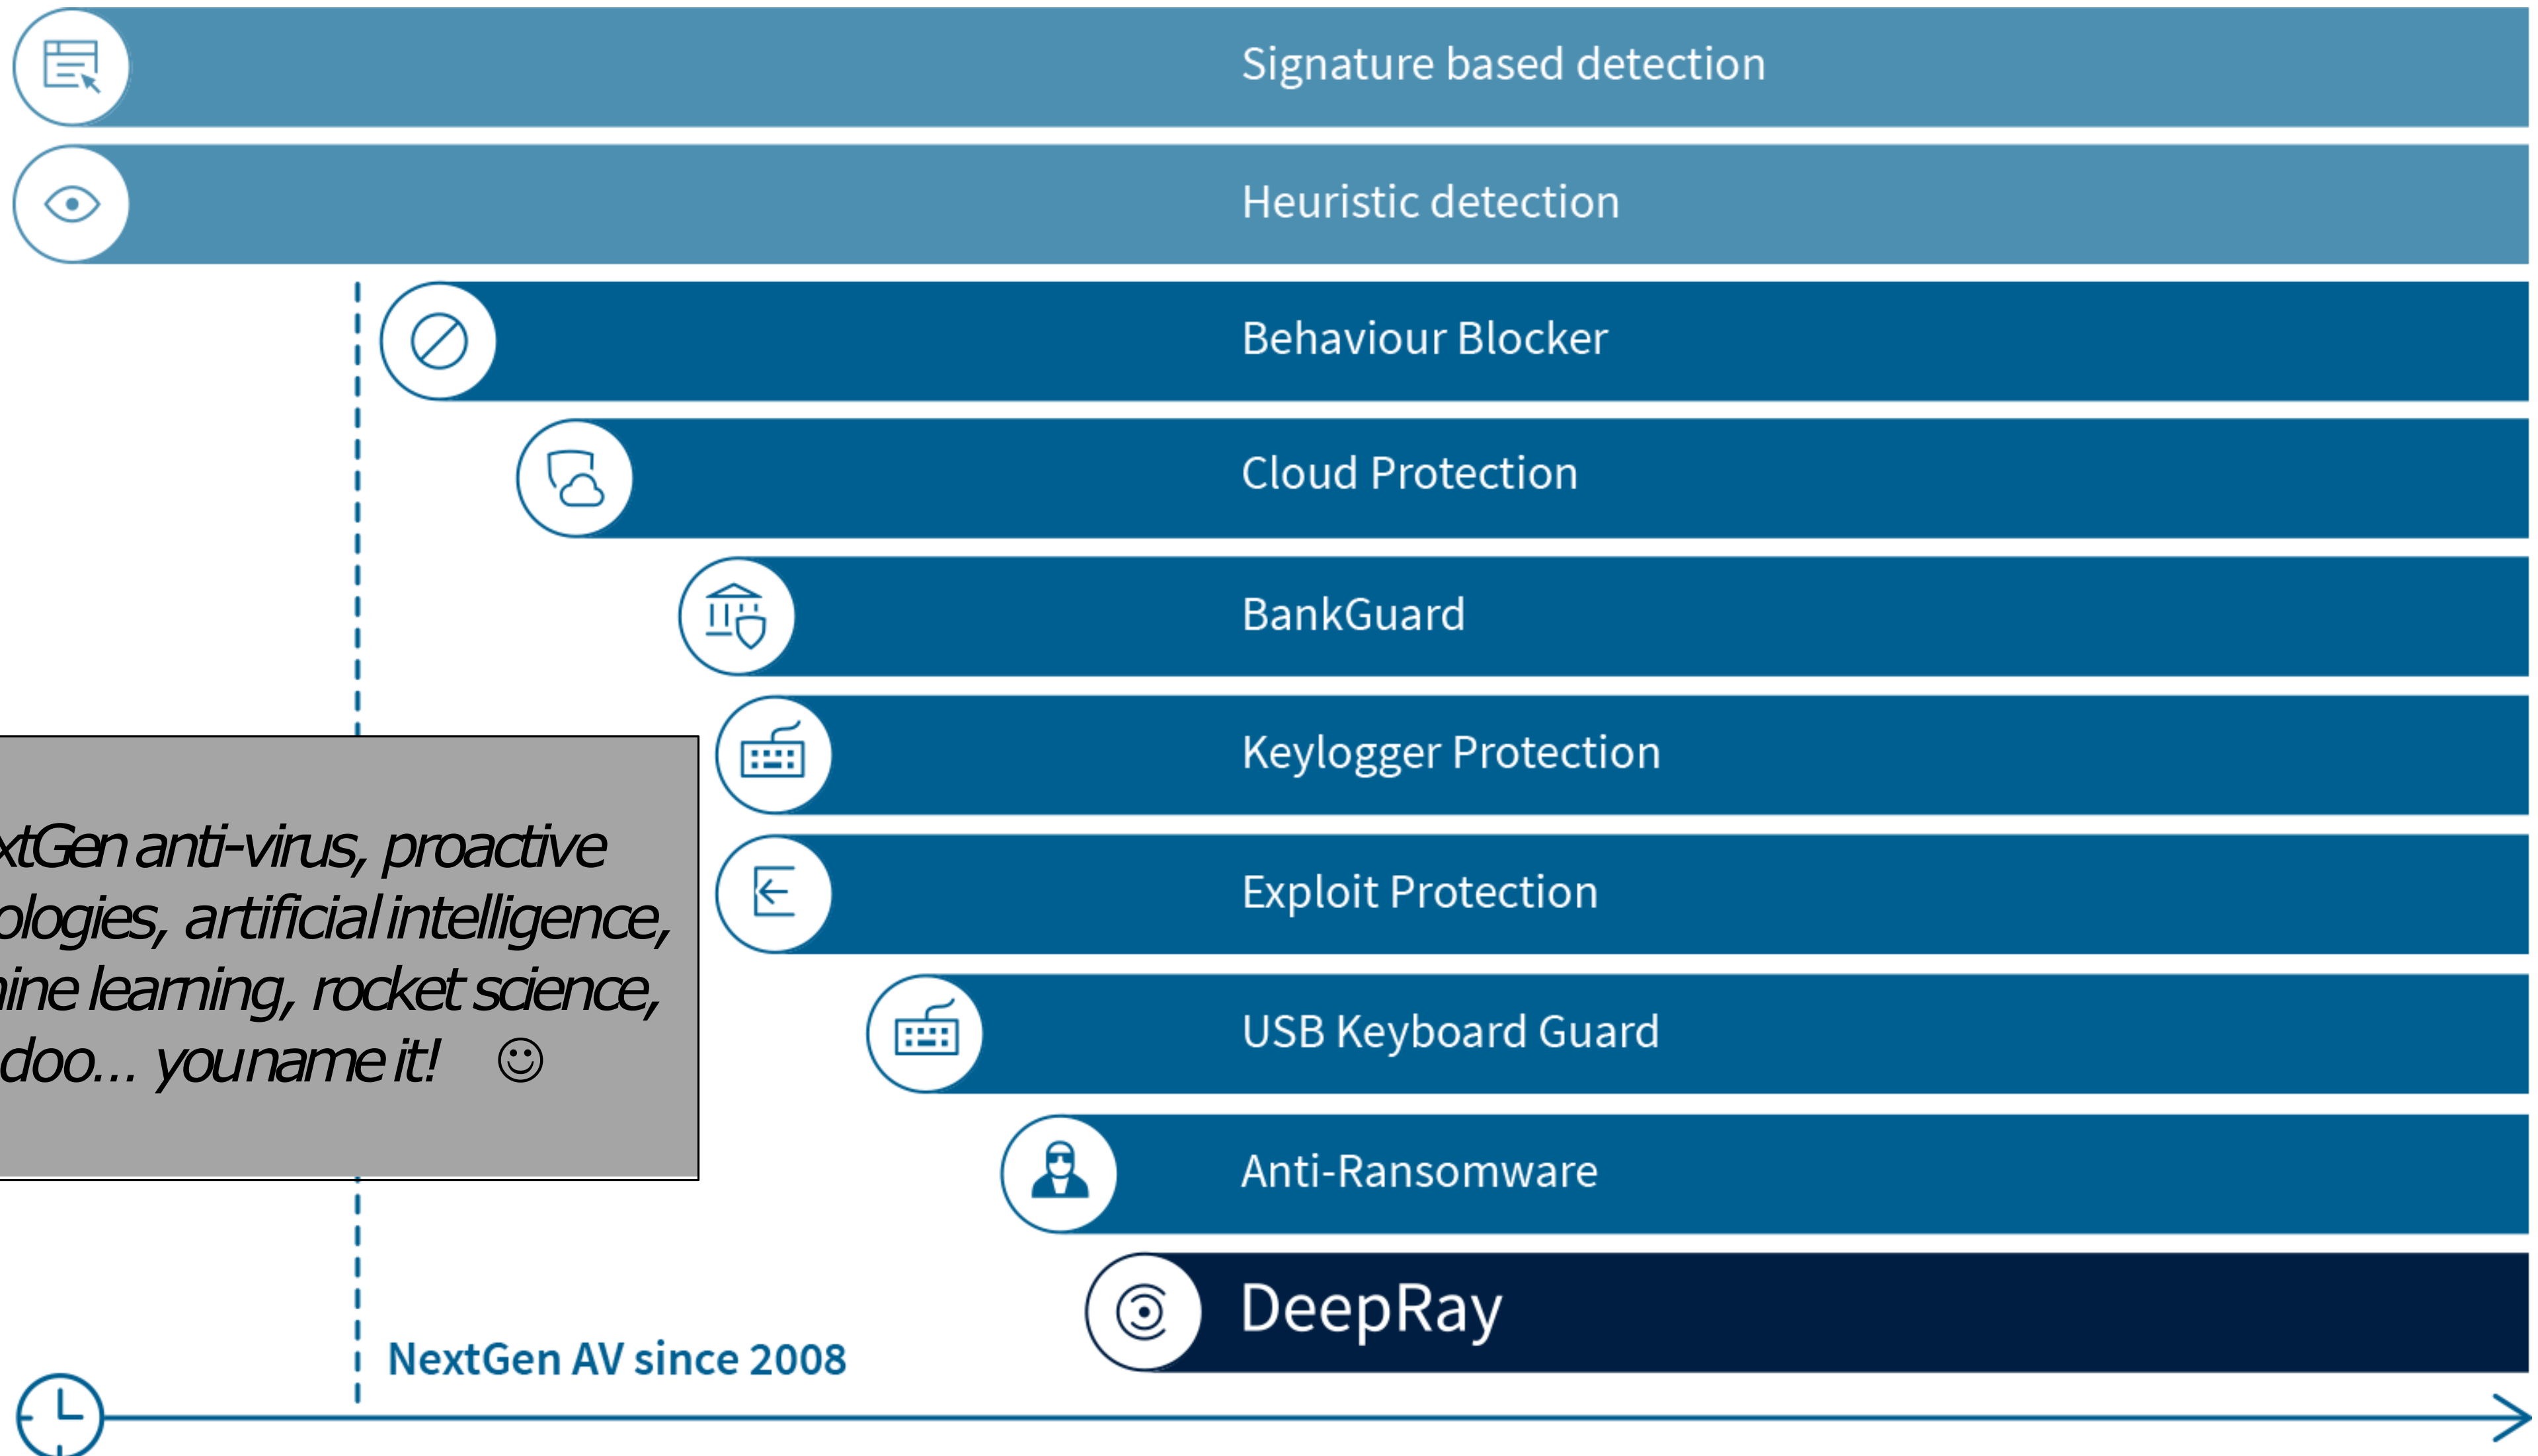 Signature based detection
Heuristic detection
Behaviour Blocker
Cloud Protection
BankGuard
Keylogger Protection
xtGen anti-virus, proactive
ologies, artificial intelligence,
ine learning, rocket science,
doo... you name it! ☺
Exploit Protection
USB Keyboard Guard
Anti-Ransomware
DeepRay
NextGen AV since 2008